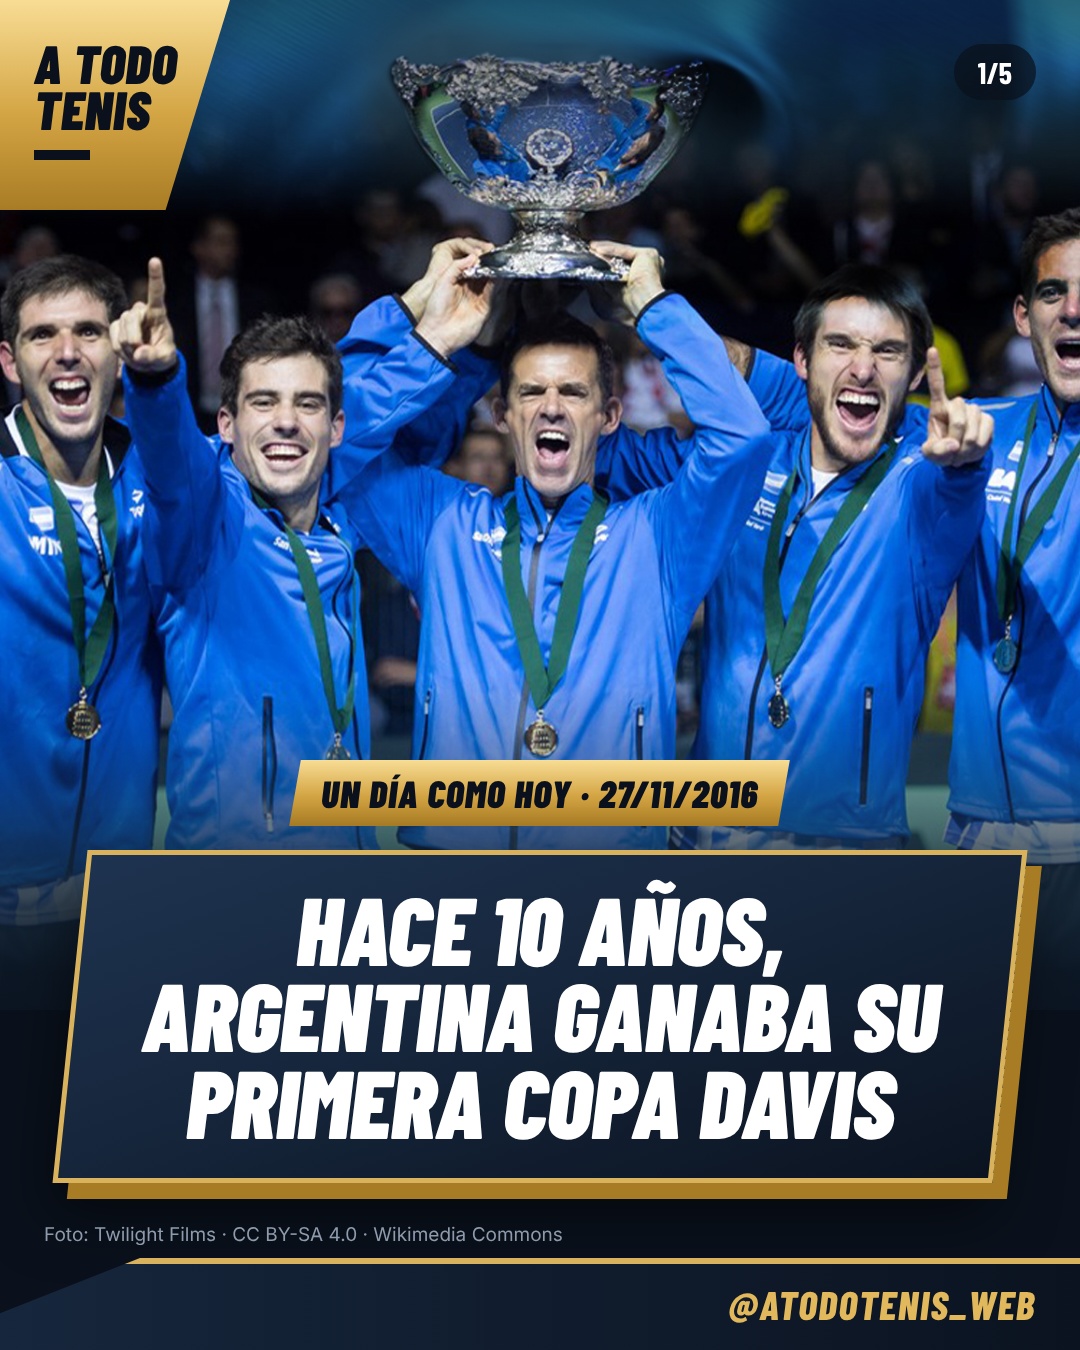 A TODO
TENIS
1/5
UN DÍA COMO HOY · 27/11/2016
HACE 10 AÑOS,
ARGENTINA GANABA SU
PRIMERA COPA DAVIS
Foto: Twilight Films · CC BY-SA 4.0 · Wikimedia Commons
@ATODOTENIS_WEB